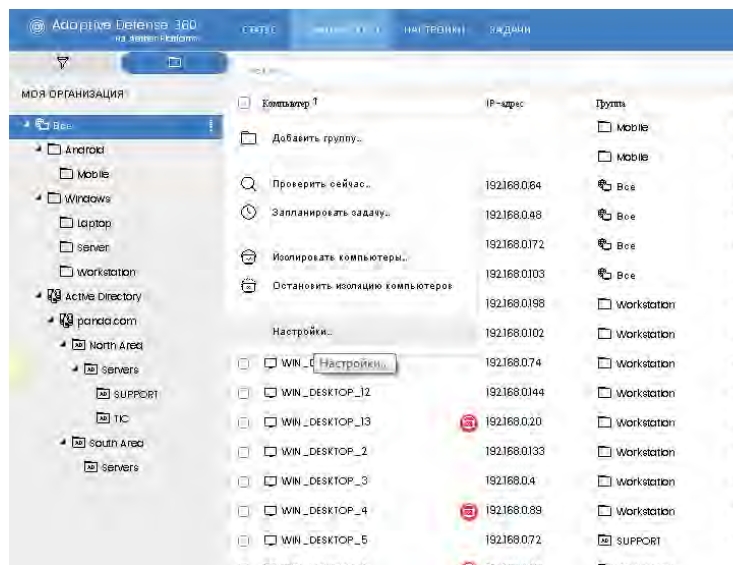 Adaptive Defense 360
СТАТУС НАСТРОЙКИ ЗАДАЧИ
МОЯ ОРГАНИЗАЦИЯ
Компьютер ↑ IP-адрес Группа
Все
Mobile
Добавить группу...
Android
Mobile
Mobile
Проверить сейчас... 192.168.0.64 Все
Windows
Запланировать задачу... 192.168.0.48 Все
Laptop
192.168.0.172 Все
Server
Изолировать компьютеры...
Workstation
192.168.0.103 Все
Остановить изоляцию компьютеров
Active Directory
192.168.0.198 Workstation
panda.com
Настройки... 192.168.0.102 Workstation
North Area
WIN_D Настройки... 192.168.0.74 Workstation
Servers
SUPPORT
WIN_DESKTOP_12 192.168.0.144 Workstation
TIC
WIN_DESKTOP_13 192.168.0.20 Workstation
South Area
WIN_DESKTOP_2 192.168.0.133 Workstation
Servers
WIN_DESKTOP_3 192.168.0.4 Workstation
WIN_DESKTOP_4 192.168.0.89 Workstation
WIN_DESKTOP_5 192.168.0.72 SUPPORT